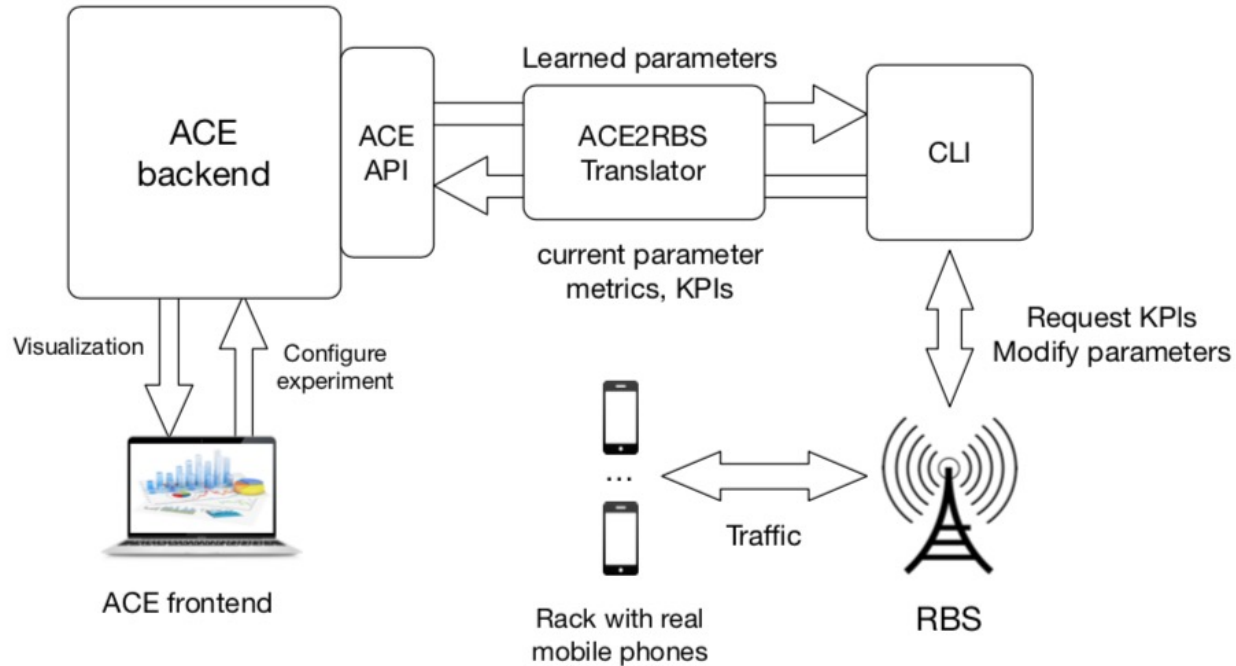 Learned parameters
ACE
backend
ACE
API
ACE2RBS
Translator
CLI
current parameter
metrics, KPIs
Visualization
Configure
experiment
Request KPIs
Modify parameters
...
Traffic
ACE frontend
Rack with real
mobile phones
RBS